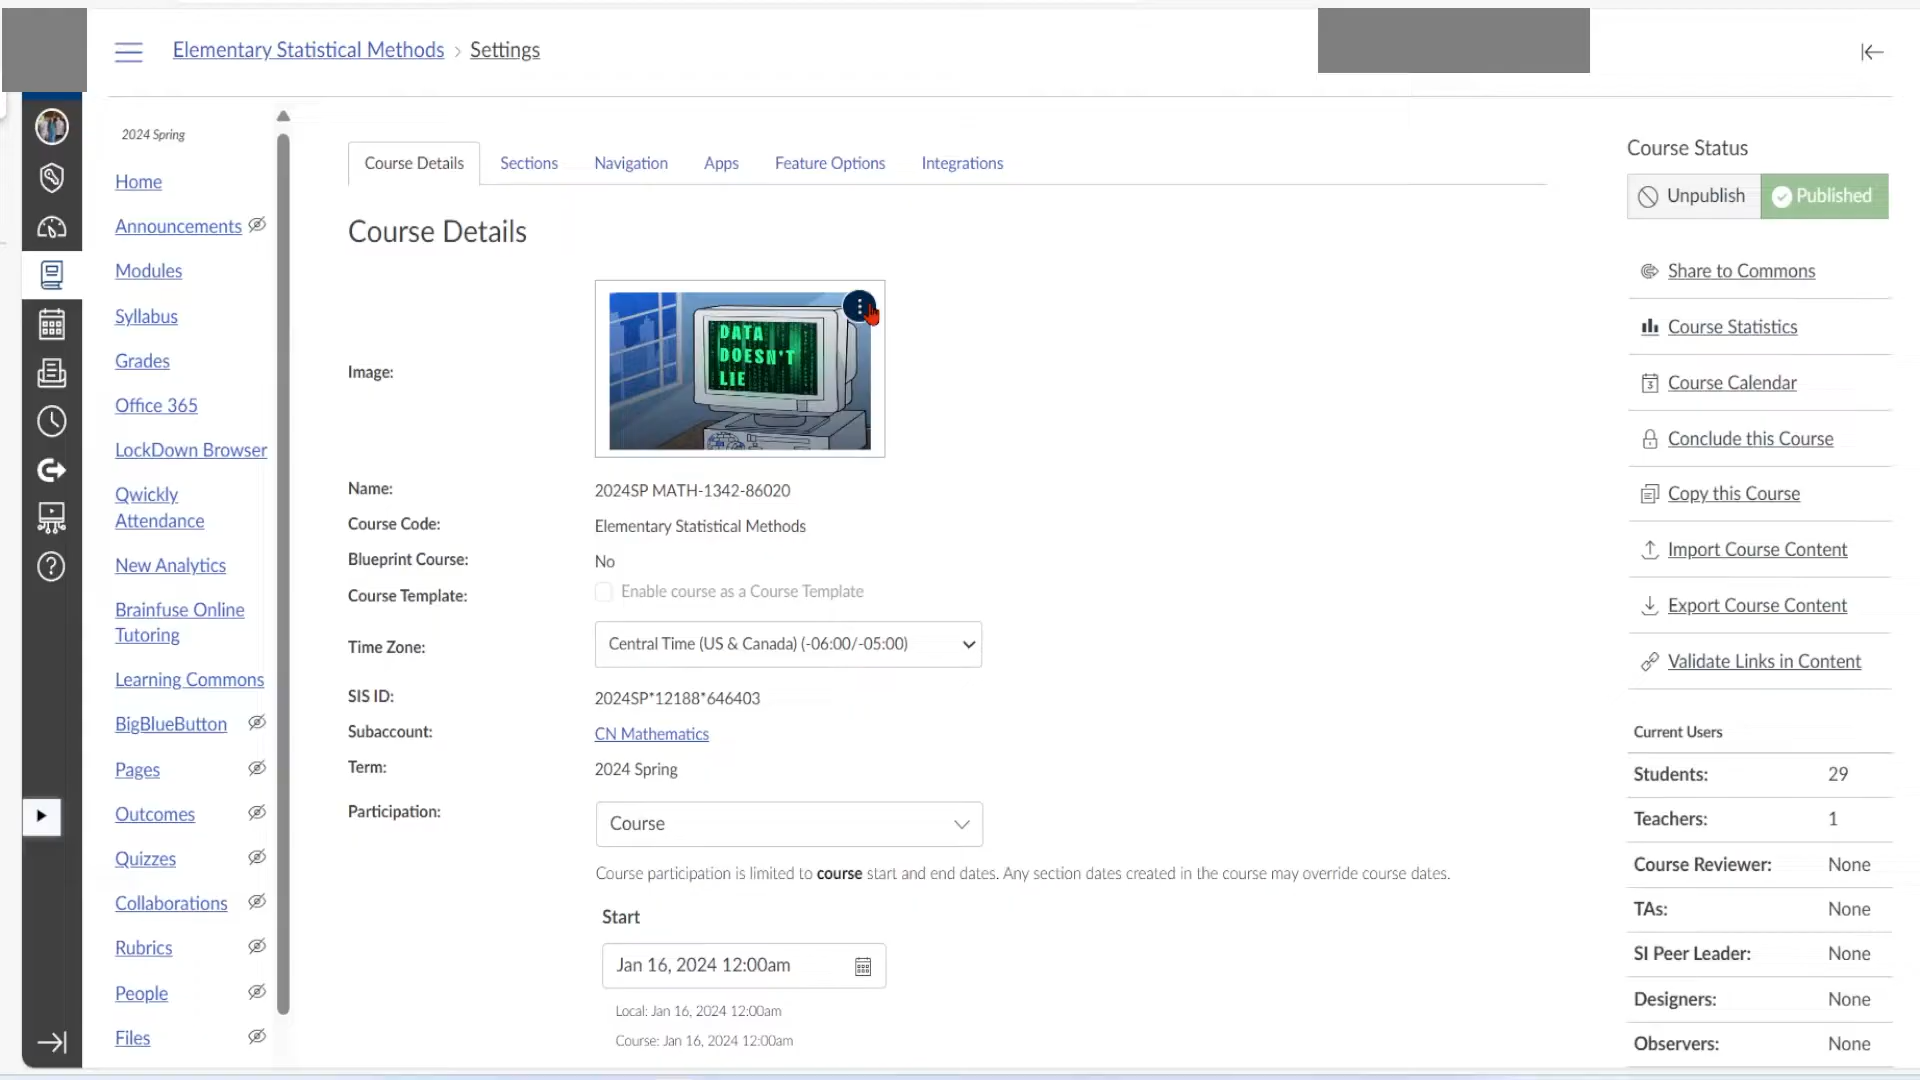 Elementary Statistical Methods > Settings
2024 Spring
Home
Announcements
Modules
Syllabus
Grades
Office 365
LockDown Browser
Qwickly
Attendance
New Analytics
Brainfuse Online
Tutoring
Learning Commons
BigBlueButton
Pages
Outcomes
Quizzes
Collaborations
Rubrics
People
Files
Course Details Sections Navigation Apps Feature Options Integrations
Course Details
Image:
DATA
DOESN'T
LIE
Name: 2024SP MATH-1342-86020
Course Code: Elementary Statistical Methods
Blueprint Course: No
Course Template: Enable course as a Course Template
Time Zone: Central Time (US & Canada) (-06:00/-05:00)
SIS ID: 2024SP*12188*646403
Subaccount: CN Mathematics
Term: 2024 Spring
Participation: Course
Course participation is limited to course start and end dates. Any section dates created in the course may override course dates.
Start
Jan 16, 2024 12:00am
Local: Jan 16, 2024 12:00am
Course: Jan 16, 2024 12:00am
Course Status
Unpublish Published
Share to Commons
Course Statistics
Course Calendar
Conclude this Course
Copy this Course
Import Course Content
Export Course Content
Validate Links in Content
Current Users
Students: 29
Teachers: 1
Course Reviewer: None
TAs: None
SI Peer Leader: None
Designers: None
Observers: None